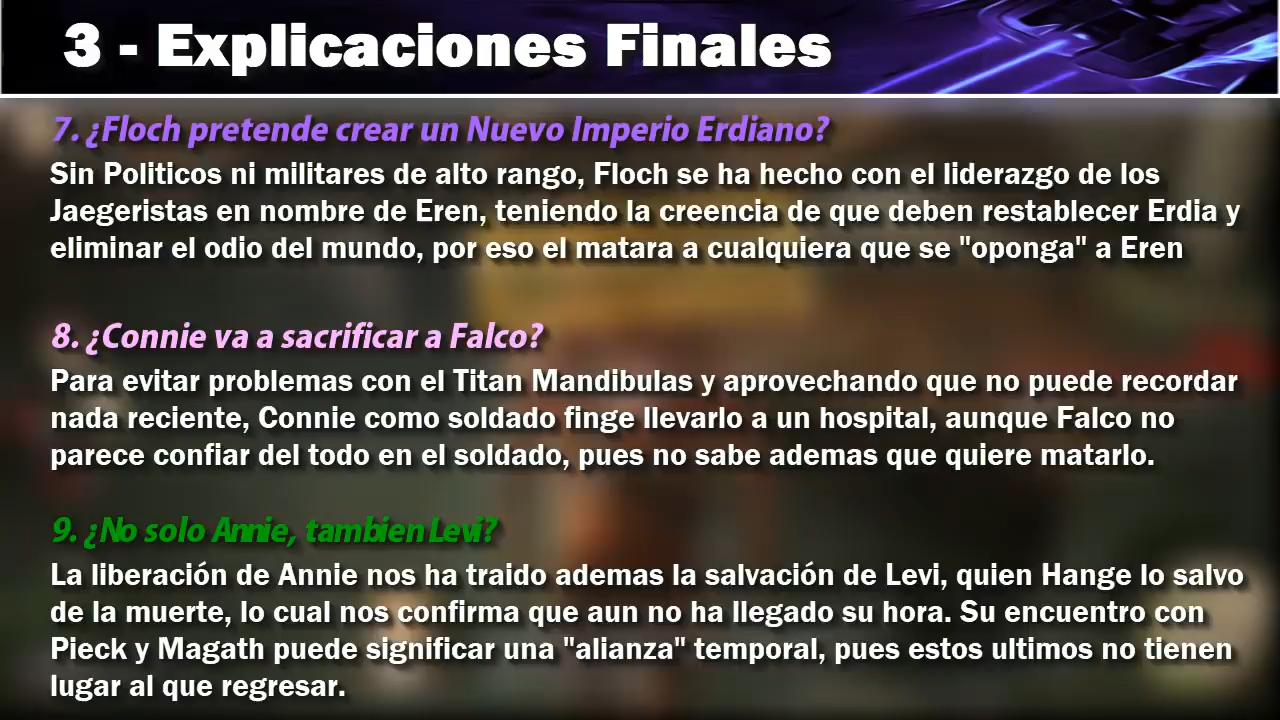 3 - Explicaciones Finales
7. ¿Floch pretende crear un Nuevo Imperio Erdiano?
Sin Politicos ni militares de alto rango, Floch se ha hecho con el liderazgo de los
Jaegeristas en nombre de Eren, teniendo la creencia de que deben restablecer Erdia y
eliminar el odio del mundo, por eso el matara a cualquiera que se "oponga" a Eren
8. ¿Connie va a sacrificar a Falco?
Para evitar problemas con el Titan Mandibulas y aprovechando que no puede recordar
nada reciente, Connie como soldado finge llevarlo a un hospital, aunque Falco no
parece confiar del todo en el soldado, pues no sabe ademas que quiere matarlo.
9. ¿No solo Annie, tambien Levi?
La liberación de Annie nos ha traido ademas la salvación de Levi, quien Hange lo salvo
de la muerte, lo cual nos confirma que aun no ha llegado su hora. Su encuentro con
Pieck y Magath puede significar una "alianza" temporal, pues estos ultimos no tienen
lugar al que regresar.